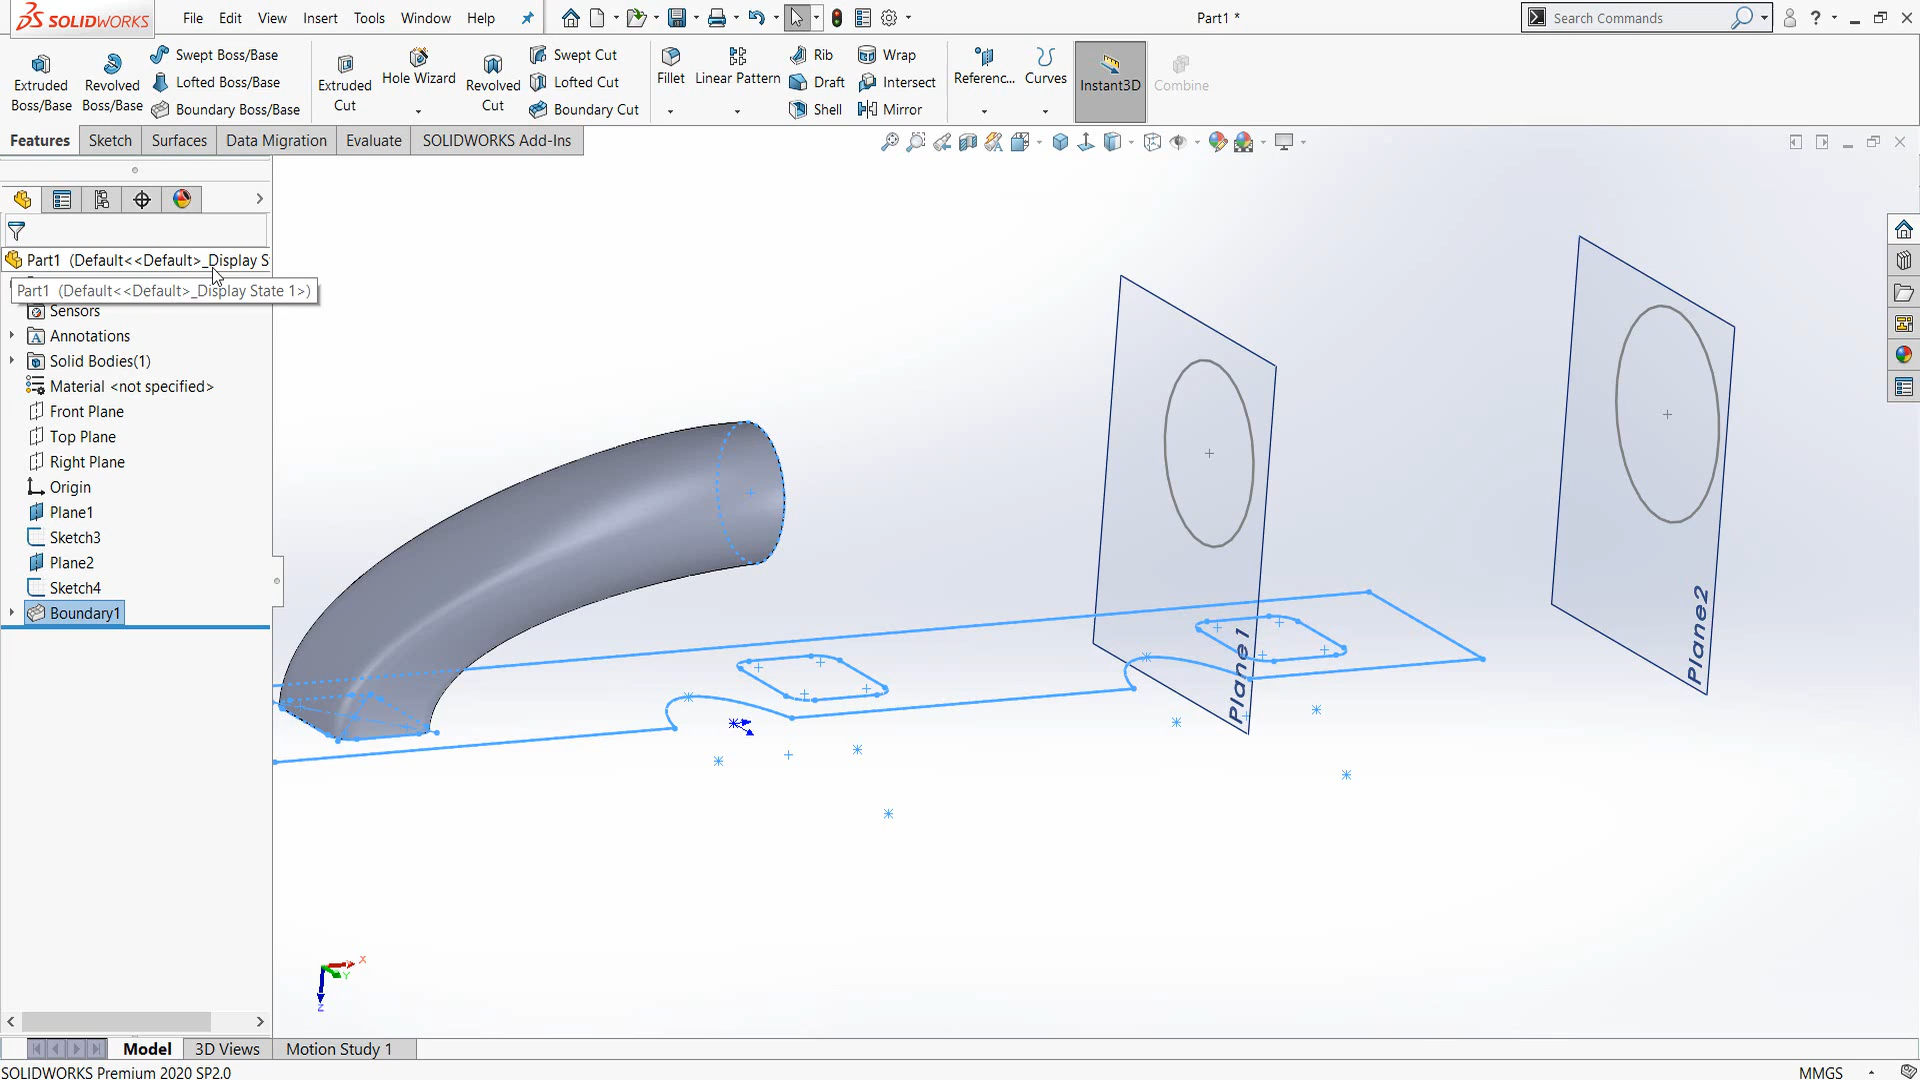 SOLIDWORKS File Edit View Insert Tools Window Help Part1 * Search Commands
Extruded Boss/Base
Revolved Boss/Base
Swept Boss/Base
Lofted Boss/Base
Boundary Boss/Base
Extruded Cut
Hole Wizard
Revolved Cut
Swept Cut
Lofted Cut
Boundary Cut
Fillet
Linear Pattern
Rib
Draft
Shell
Wrap
Intersect
Mirror
Referenc...
Curves
Instant3D
Combine
Features Sketch Surfaces Data Migration Evaluate SOLIDWORKS Add-Ins
Part1 (Default<<Default>_Display S
Part1 (Default<<Default>_Display State 1>)
Sensors
Annotations
Solid Bodies(1)
Material <not specified>
Front Plane
Top Plane
Right Plane
Origin
Plane1
Sketch3
Plane2
Sketch4
Boundary1
Plane1
Plane2
X
Y
Z
Model 3D Views Motion Study 1
SOLIDWORKS Premium 2020 SP2.0 MMGS